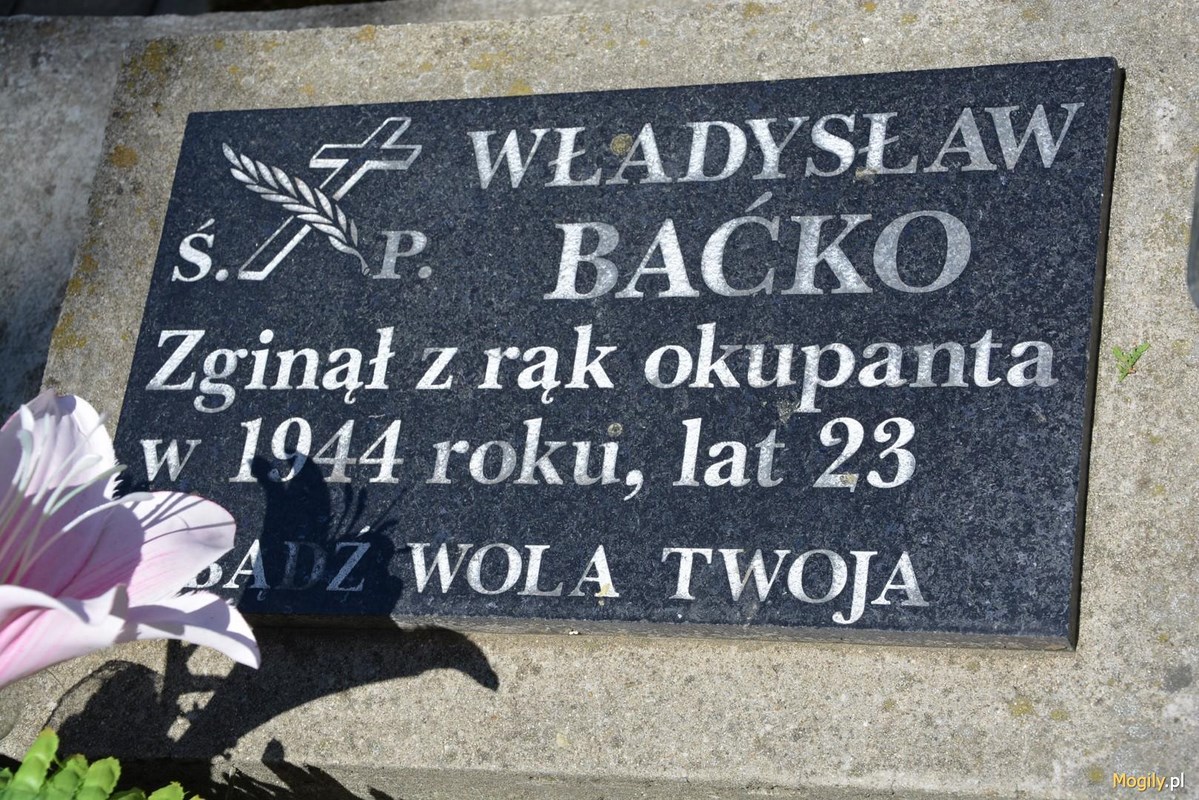 WŁADYSŁAW
Ś. P. BAĆKO
Zginął z rąk okupanta
w 1944 roku, lat 23
BĄDŹ WOLA TWOJA
Mogily.pl